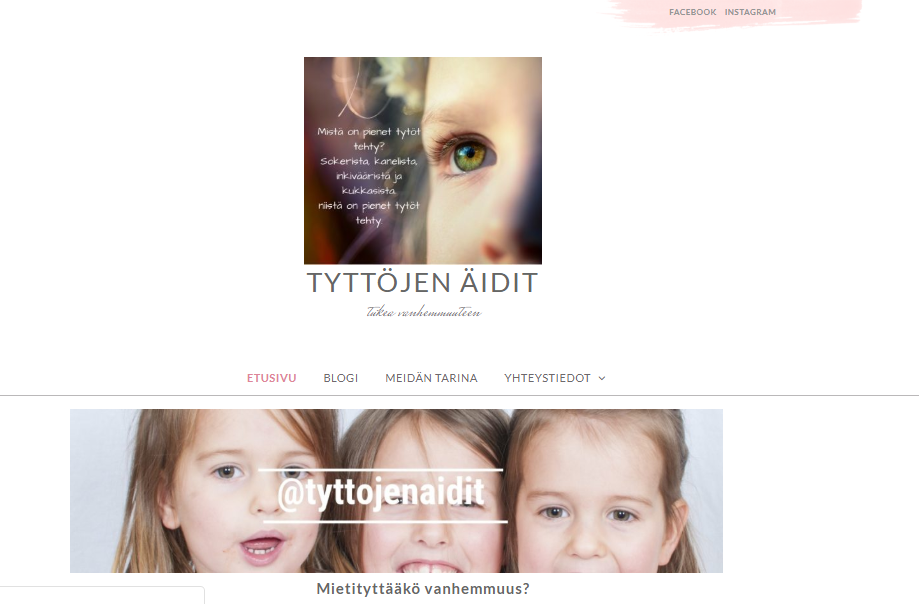 FACEBOOK INSTAGRAM
Mistä on pienet tytöt
tehty?
Sokerista, kanelista,
inkivääristä ja
kukkasista,
niistä on pienet tytöt
tehty.
TYTTÖJEN ÄIDIT
tukea vanhemmuuteen
ETUSIVU BLOGI MEIDÄN TARINA YHTEYSTIEDOT
@tyttojenaidit
Mietityttääkö vanhemmuus?